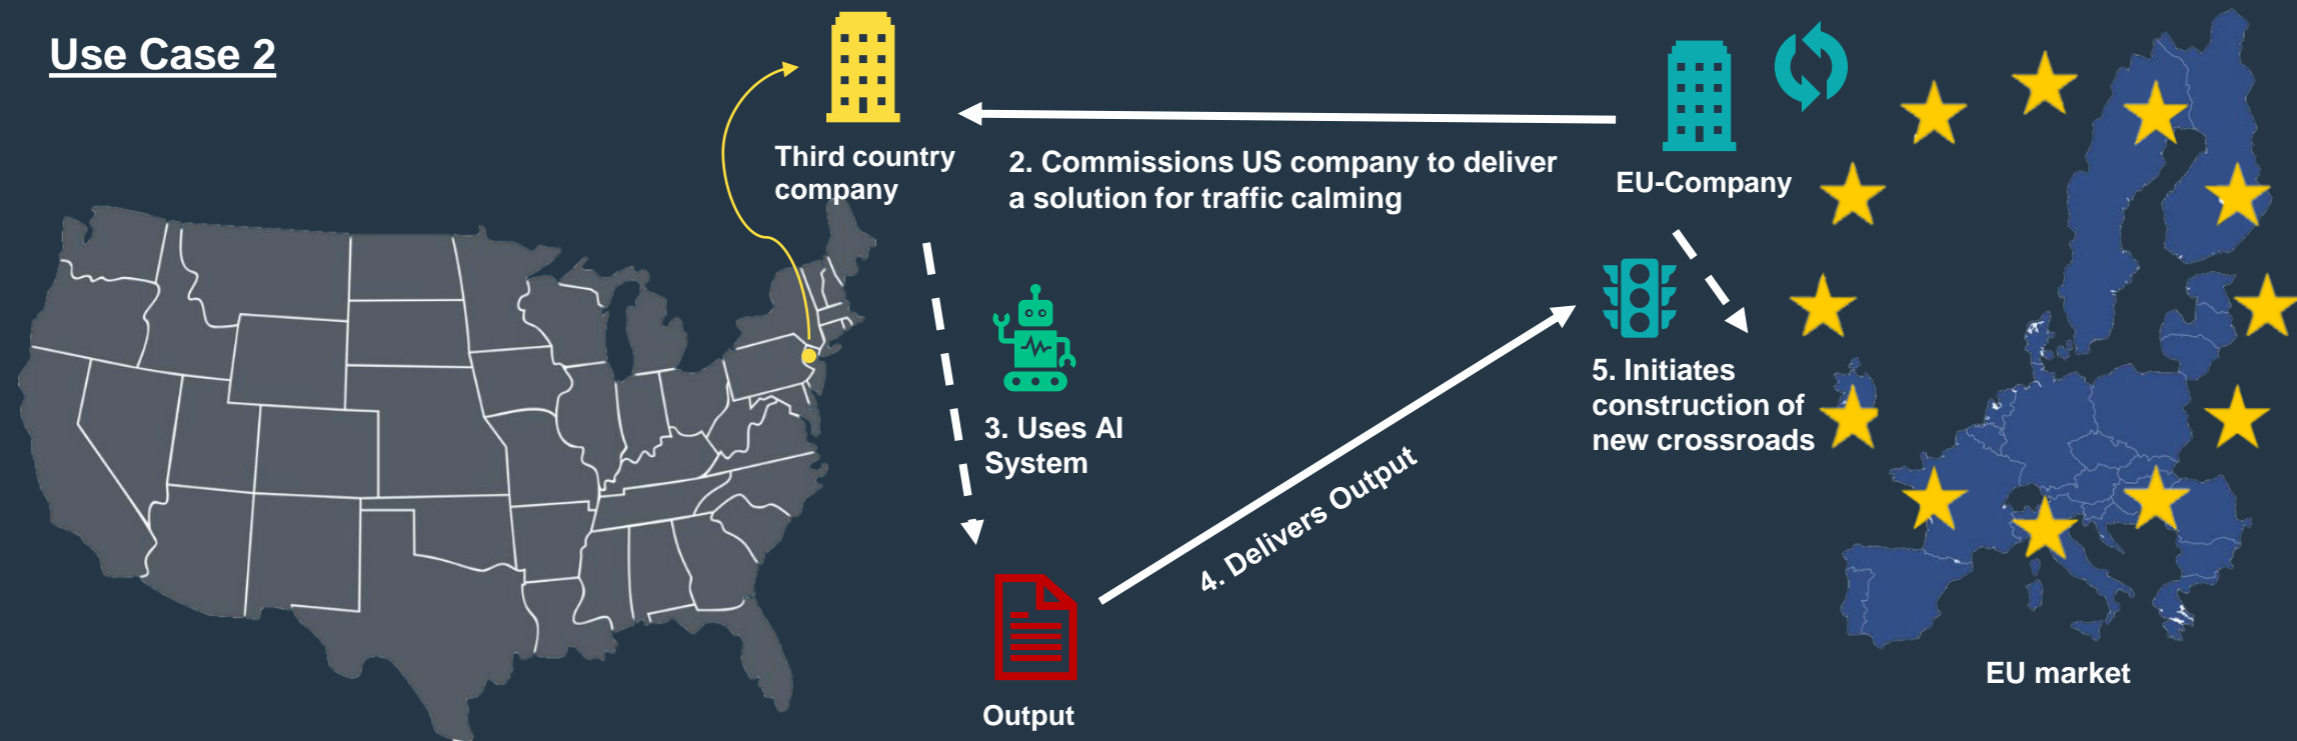 Use Case 2
Third country
company
2. Commissions US company to deliver
a solution for traffic calming
EU-Company
3. Uses AI
System
4. Delivers Output
5. Initiates
construction of
new crossroads
Output
EU market